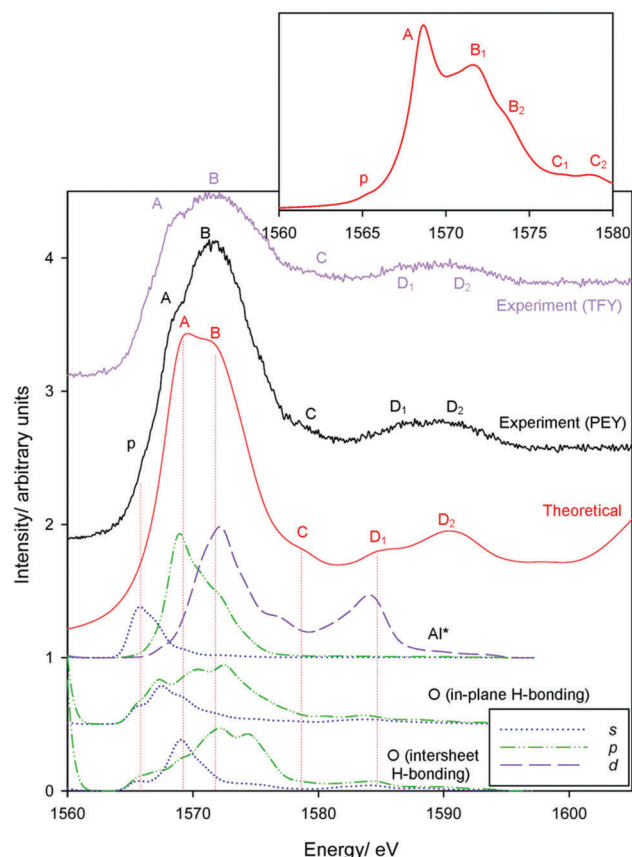 A
B₁
B₂
p
C₁
C₂
1560
1565
1570
1575
1580
A
B
C
D₁
D₂
Experiment (TFY)
4
B
A
C
D₁
D₂
Experiment (PEY)
p
3
A
B
Theoretical
C
D₁
D₂
2
Al*
1
O (in-plane H-bonding)
O (intersheet
H-bonding)
s
p
d
0
1560
1570
1580
1590
1600
Energy/ eV
Intensity/ arbitrary units